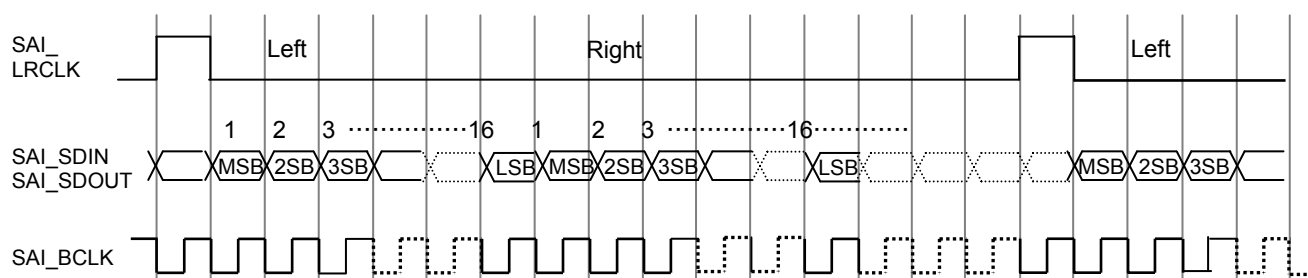 SAI_
LRCLK
Left Right Left
1 2 3 ················16 1 2 3 ················16·············
SAI_SDIN
SAI_SDOUT
MSB 2SB 3SB LSB MSB 2SB 3SB LSB MSB 2SB 3SB
SAI_BCLK